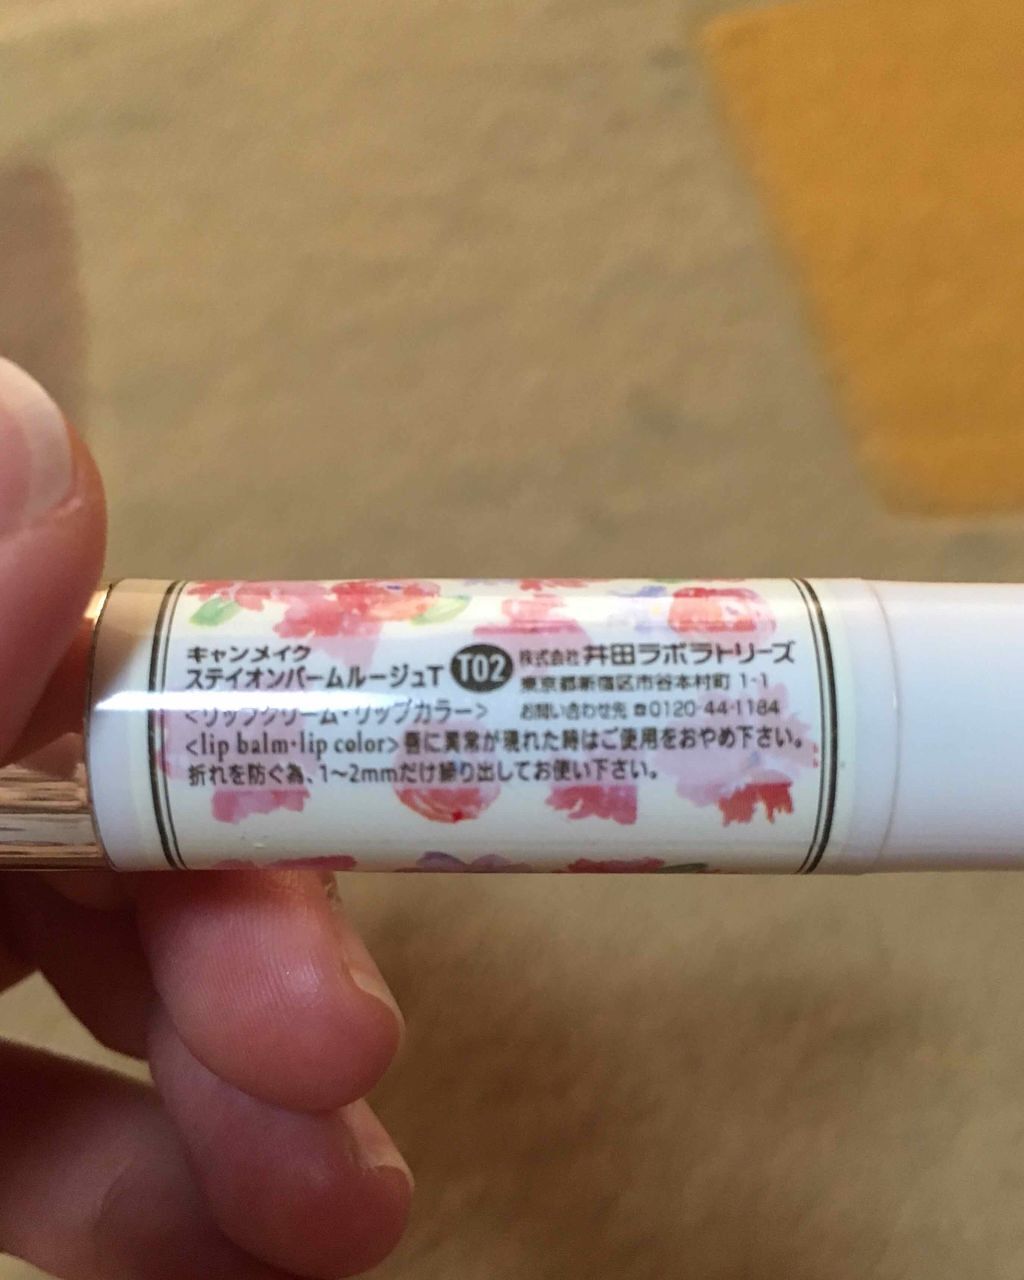 キャンメイク
ステイオンバームルージュT T02
<リップクリーム・リップカラー>
株式会社 井田ラボラトリーズ
東京都新宿区市谷本村町 1-1
お問い合わせ先 ☎0120-44-1184
<lip balm·lip color>唇に異常が現れた時はご使用をおやめ下さい。
折れを防ぐ為、1〜2mmだけ繰り出してお使い下さい。